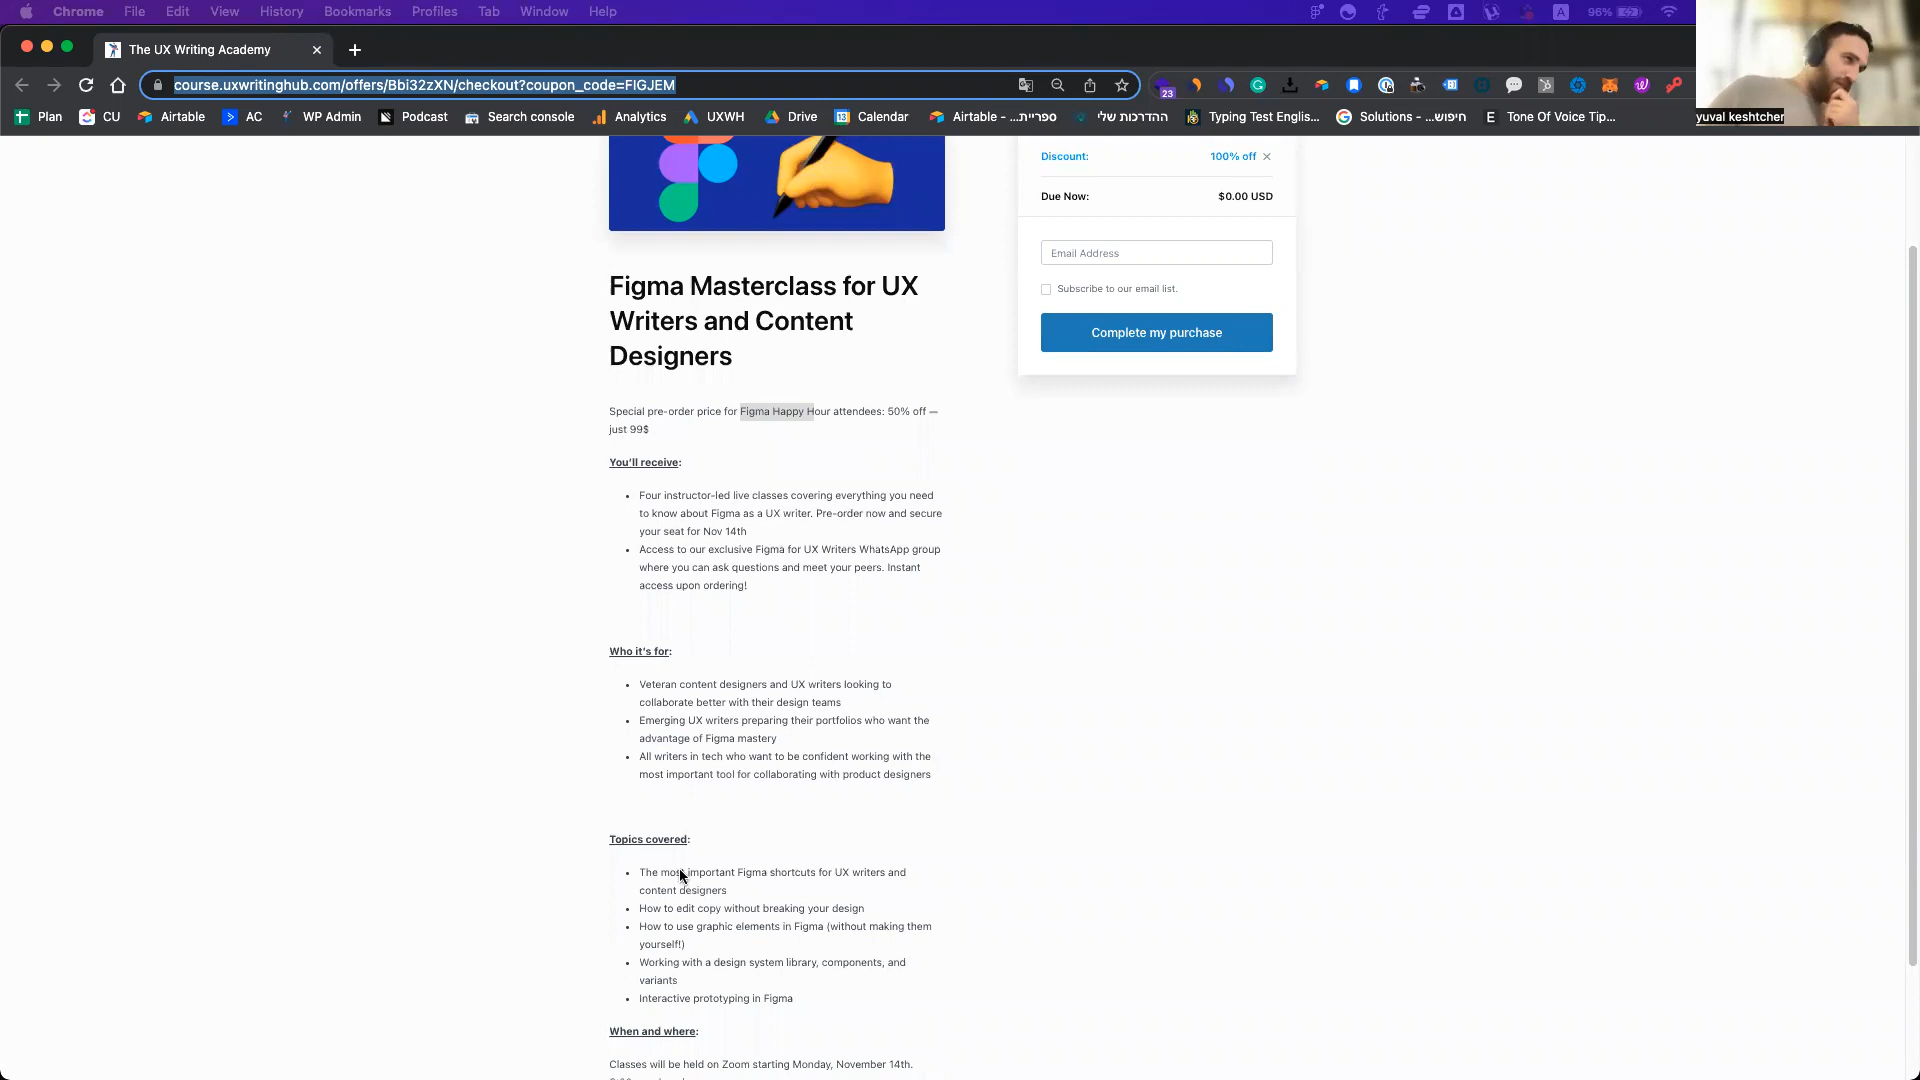 Chrome File Edit View History Bookmarks Profiles Tab Window Help
A 96%
The UX Writing Academy
course.uxwritinghub.com/offers/Bbi32zXN/checkout?coupon_code=FIGJEM
23
Plan CU Airtable AC WP Admin Podcast Search console Analytics UXWH Drive Calendar Airtable - ...ספריית ההדרכות שלי Typing Test Englis... Solutions - ...חיפוש Tone Of Voice Tip...
yuval keshtcher
Discount: 100% off
Due Now: $0.00 USD
Email Address
Subscribe to our email list.
Complete my purchase
Figma Masterclass for UX
Writers and Content
Designers
Special pre-order price for Figma Happy Hour attendees: 50% off —
just 99$
You'll receive:
Four instructor-led live classes covering everything you need
to know about Figma as a UX writer. Pre-order now and secure
your seat for Nov 14th
Access to our exclusive Figma for UX Writers WhatsApp group
where you can ask questions and meet your peers. Instant
access upon ordering!
Who it's for:
Veteran content designers and UX writers looking to
collaborate better with their design teams
Emerging UX writers preparing their portfolios who want the
advantage of Figma mastery
All writers in tech who want to be confident working with the
most important tool for collaborating with product designers
Topics covered:
The most important Figma shortcuts for UX writers and
content designers
How to edit copy without breaking your design
How to use graphic elements in Figma (without making them
yourself!)
Working with a design system library, components, and
variants
Interactive prototyping in Figma
When and where:
Classes will be held on Zoom starting Monday, November 14th.